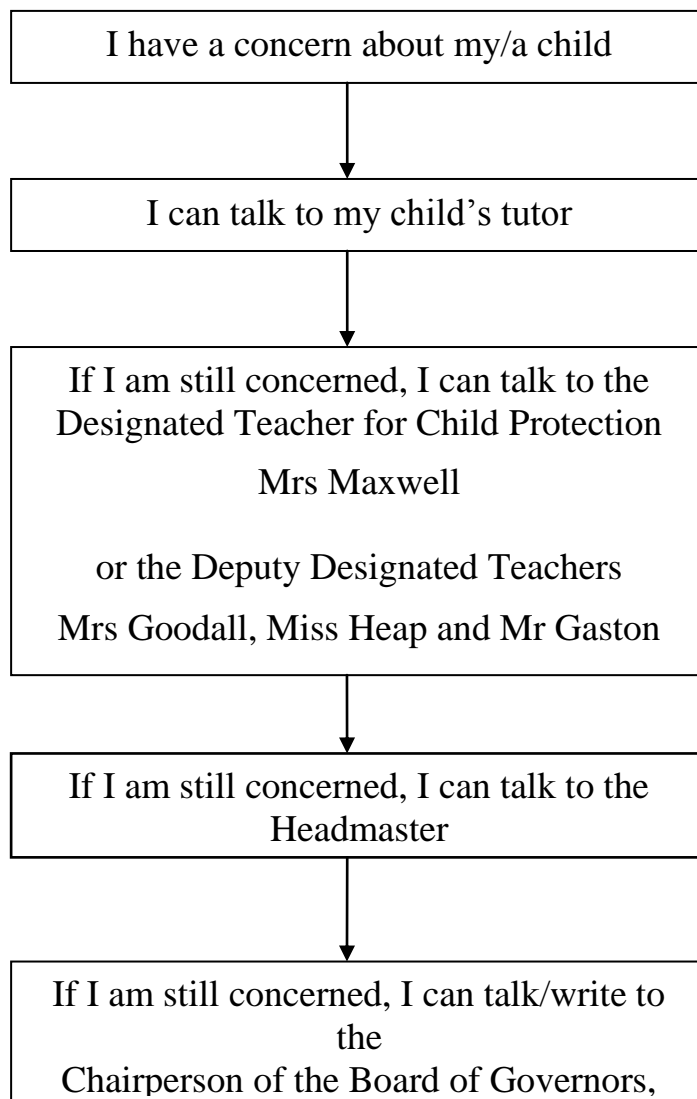 I have a concern about my/a child
I can talk to my child’s tutor
If I am still concerned, I can talk to the
Designated Teacher for Child Protection
Mrs Maxwell
or the Deputy Designated Teachers
Mrs Goodall, Miss Heap and Mr Gaston
If I am still concerned, I can talk to the
Headmaster
If I am still concerned, I can talk/write to
the
Chairperson of the Board of Governors,